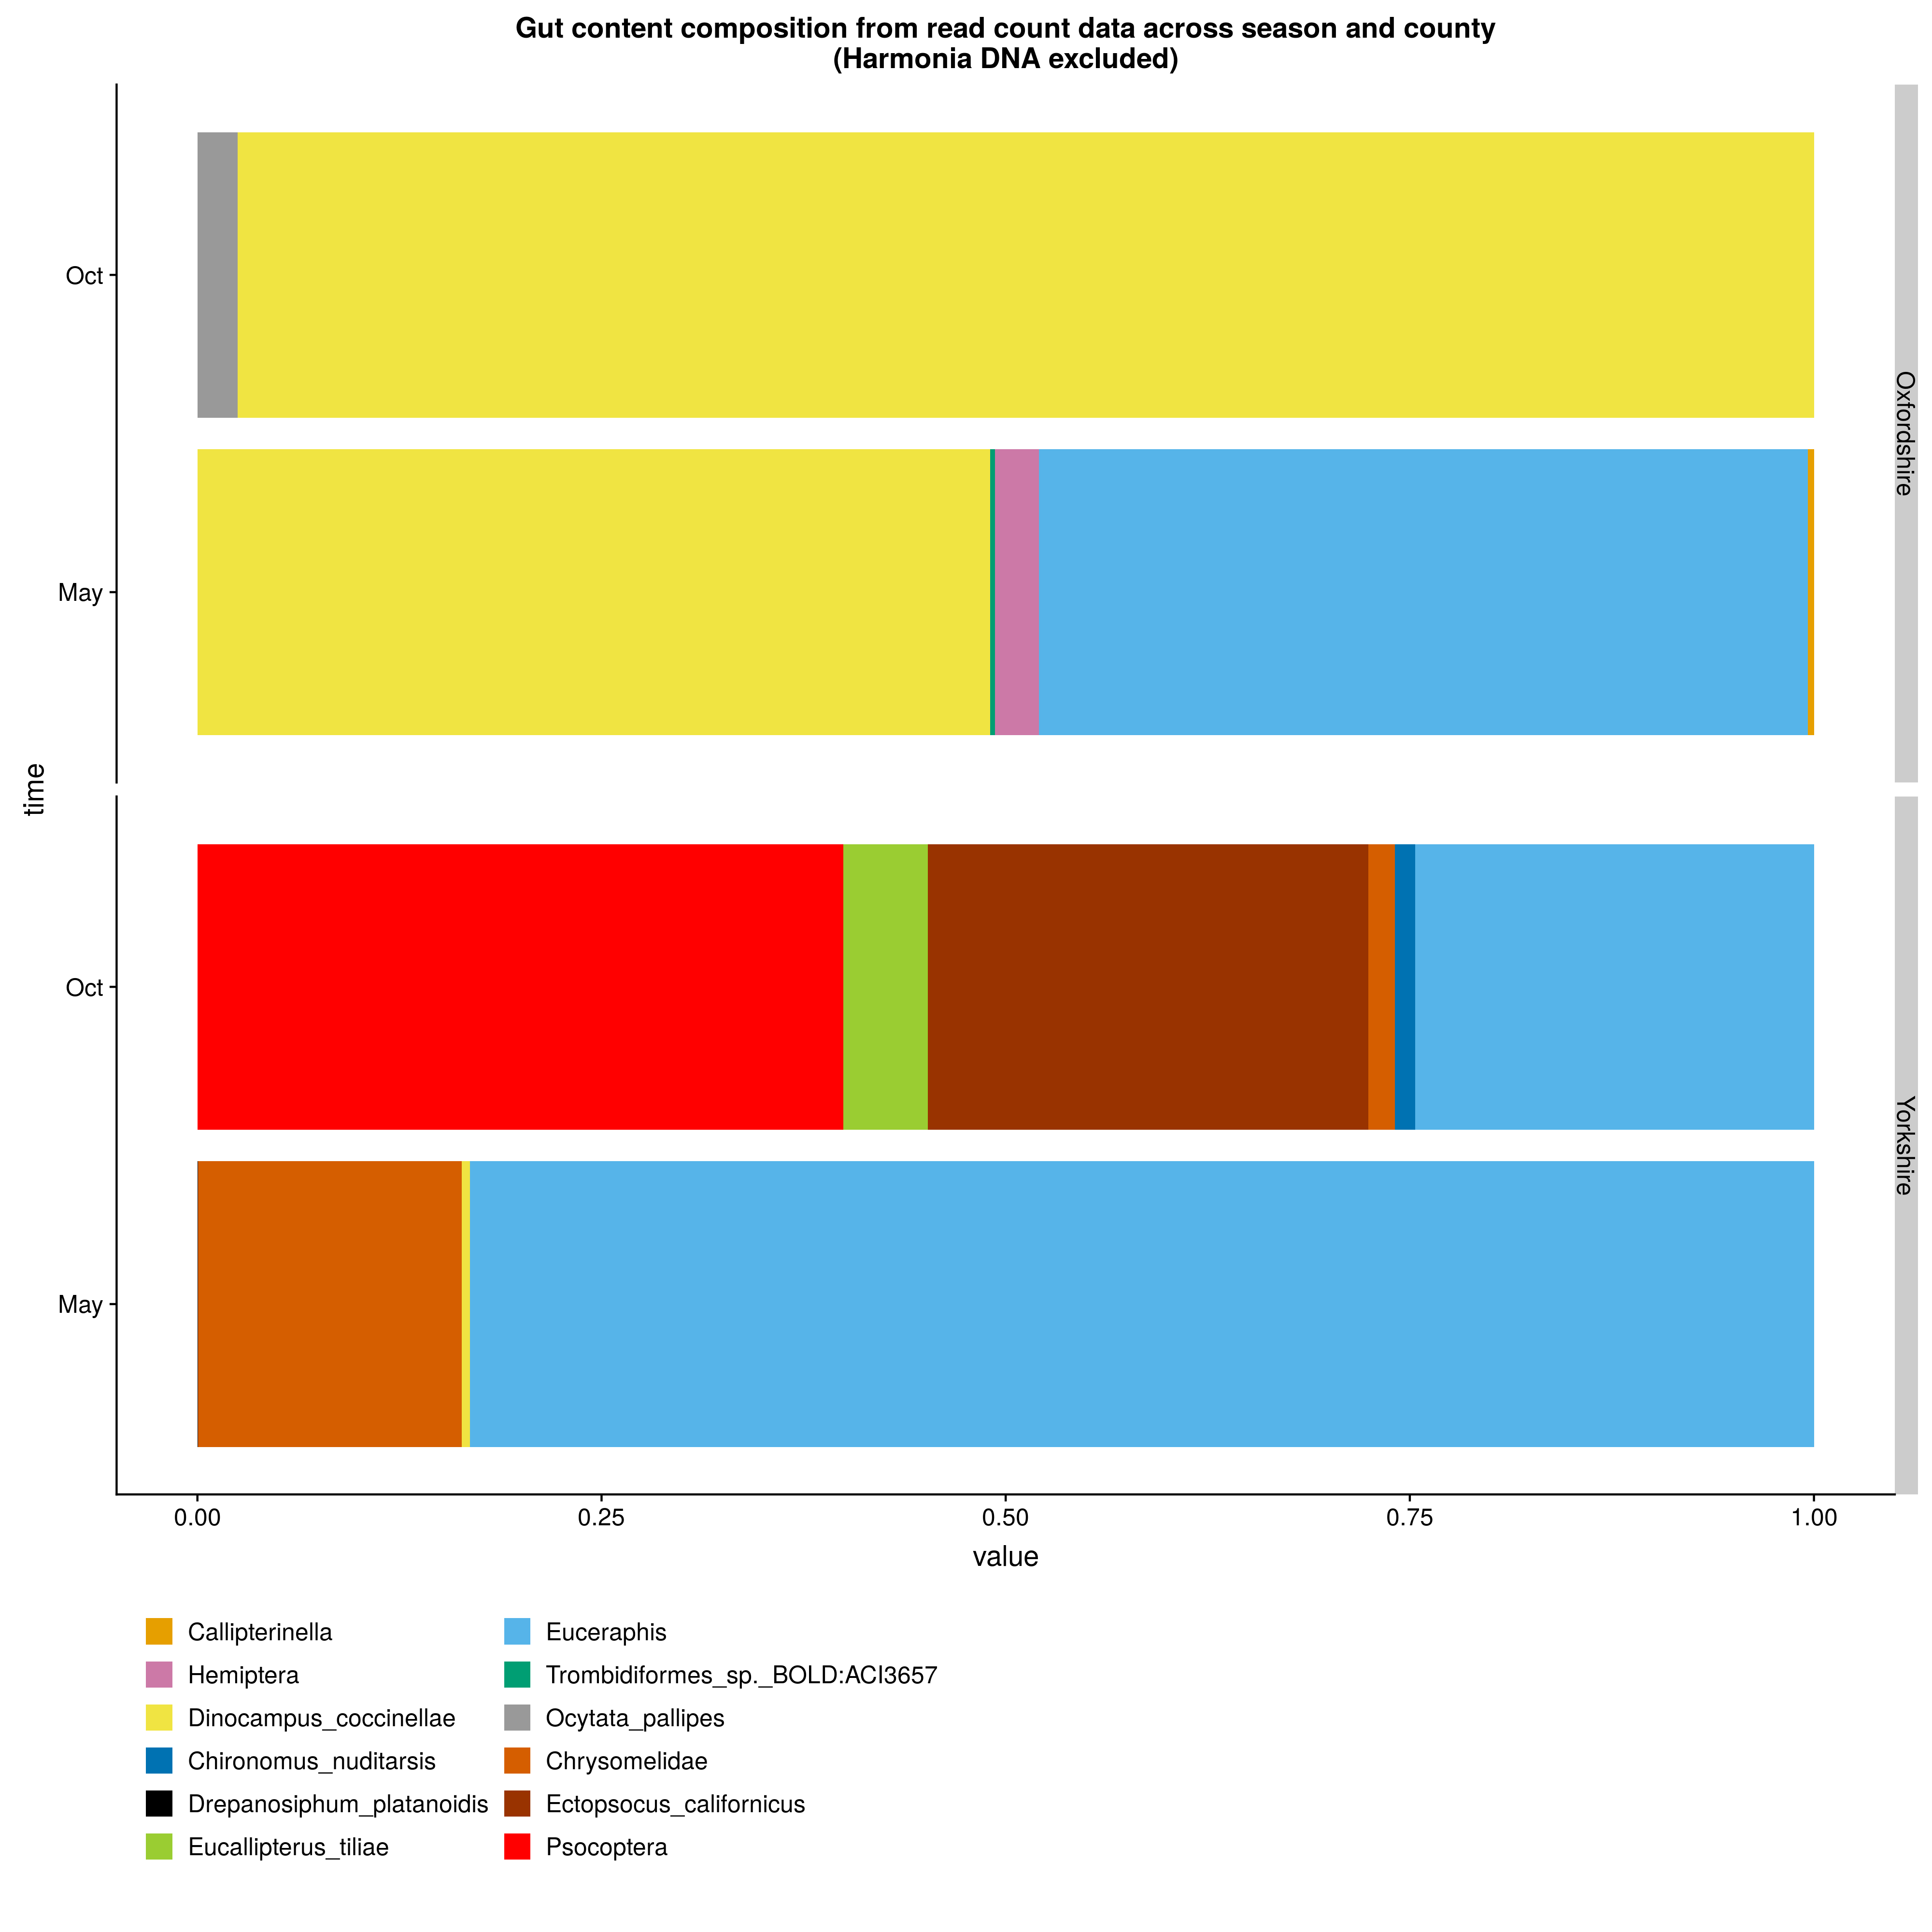 Gut content composition from read count data across season and county
(Harmonia DNA excluded)
Oct
May
Oxfordshire
time
Oct
May
Yorkshire
0.00
0.25
0.50
0.75
1.00
value
Callipterinella
Hemiptera
Dinocampus_coccinellae
Chironomus_nuditarsis
Drepanosiphum_platanoidis
Eucallipterus_tiliae
Euceraphis
Trombidiformes_sp._BOLD:ACI3657
Ocytata_pallipes
Chrysomelidae
Ectopsocus_californicus
Psocoptera